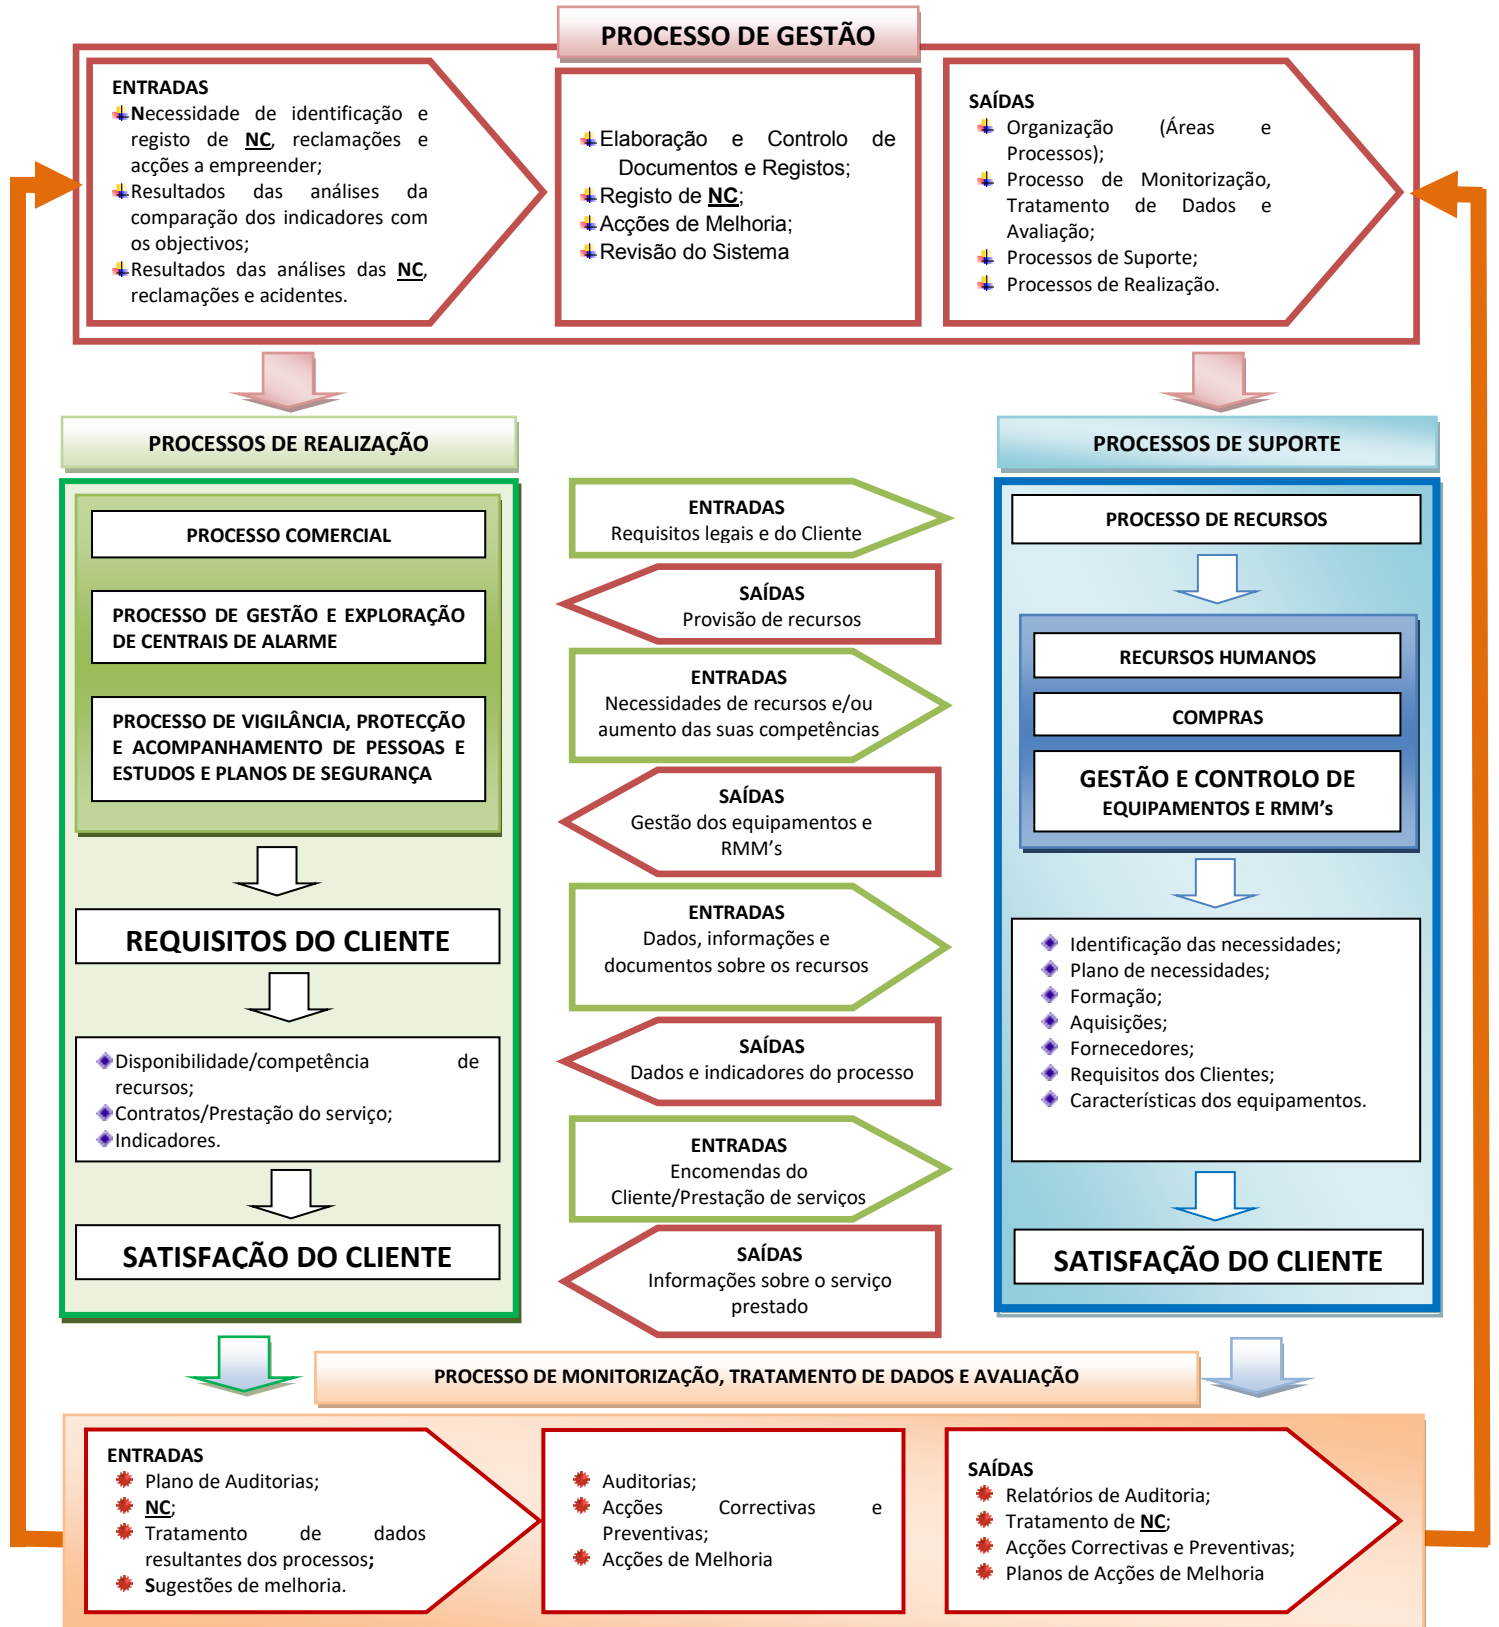 PROCESSO DE GESTÃO
ENTRADAS
Necessidade de identificação e
registo de NC, reclamações e
acções a empreender;
Resultados das análises da
comparação dos indicadores com
os objectivos;
Resultados das análises das NC,
reclamações e acidentes.
Elaboração e Controlo de
Documentos e Registos;
Registo de NC;
Acções de Melhoria;
Revisão do Sistema
SAÍDAS
Organização (Áreas e
Processos);
Processo de Monitorização,
Tratamento de Dados e
Avaliação;
Processos de Suporte;
Processos de Realização.
PROCESSOS DE REALIZAÇÃO
PROCESSO COMERCIAL
PROCESSO DE GESTÃO E EXPLORAÇÃO
DE CENTRAIS DE ALARME
PROCESSO DE VIGILÂNCIA, PROTECÇÃO
E ACOMPANHAMENTO DE PESSOAS E
ESTUDOS E PLANOS DE SEGURANÇA
REQUISITOS DO CLIENTE
Disponibilidade/competência de
recursos;
Contratos/Prestação do serviço;
Indicadores.
SATISFAÇÃO DO CLIENTE
ENTRADAS
Requisitos legais e do Cliente
SAÍDAS
Provisão de recursos
ENTRADAS
Necessidades de recursos e/ou
aumento das suas competências
SAÍDAS
Gestão dos equipamentos e
RMM’s
ENTRADAS
Dados, informações e
documentos sobre os recursos
SAÍDAS
Dados e indicadores do processo
ENTRADAS
Encomendas do
Cliente/Prestação de serviços
SAÍDAS
Informações sobre o serviço
prestado
PROCESSOS DE SUPORTE
PROCESSO DE RECURSOS
RECURSOS HUMANOS
COMPRAS
GESTÃO E CONTROLO DE
EQUIPAMENTOS E RMM’s
Identificação das necessidades;
Plano de necessidades;
Formação;
Aquisições;
Fornecedores;
Requisitos dos Clientes;
Características dos equipamentos.
SATISFAÇÃO DO CLIENTE
PROCESSO DE MONITORIZAÇÃO, TRATAMENTO DE DADOS E AVALIAÇÃO
ENTRADAS
Plano de Auditorias;
NC;
Tratamento de dados
resultantes dos processos;
Sugestões de melhoria.
Auditorias;
Acções Correctivas e
Preventivas;
Acções de Melhoria
SAÍDAS
Relatórios de Auditoria;
Tratamento de NC;
Acções Correctivas e Preventivas;
Planos de Acções de Melhoria